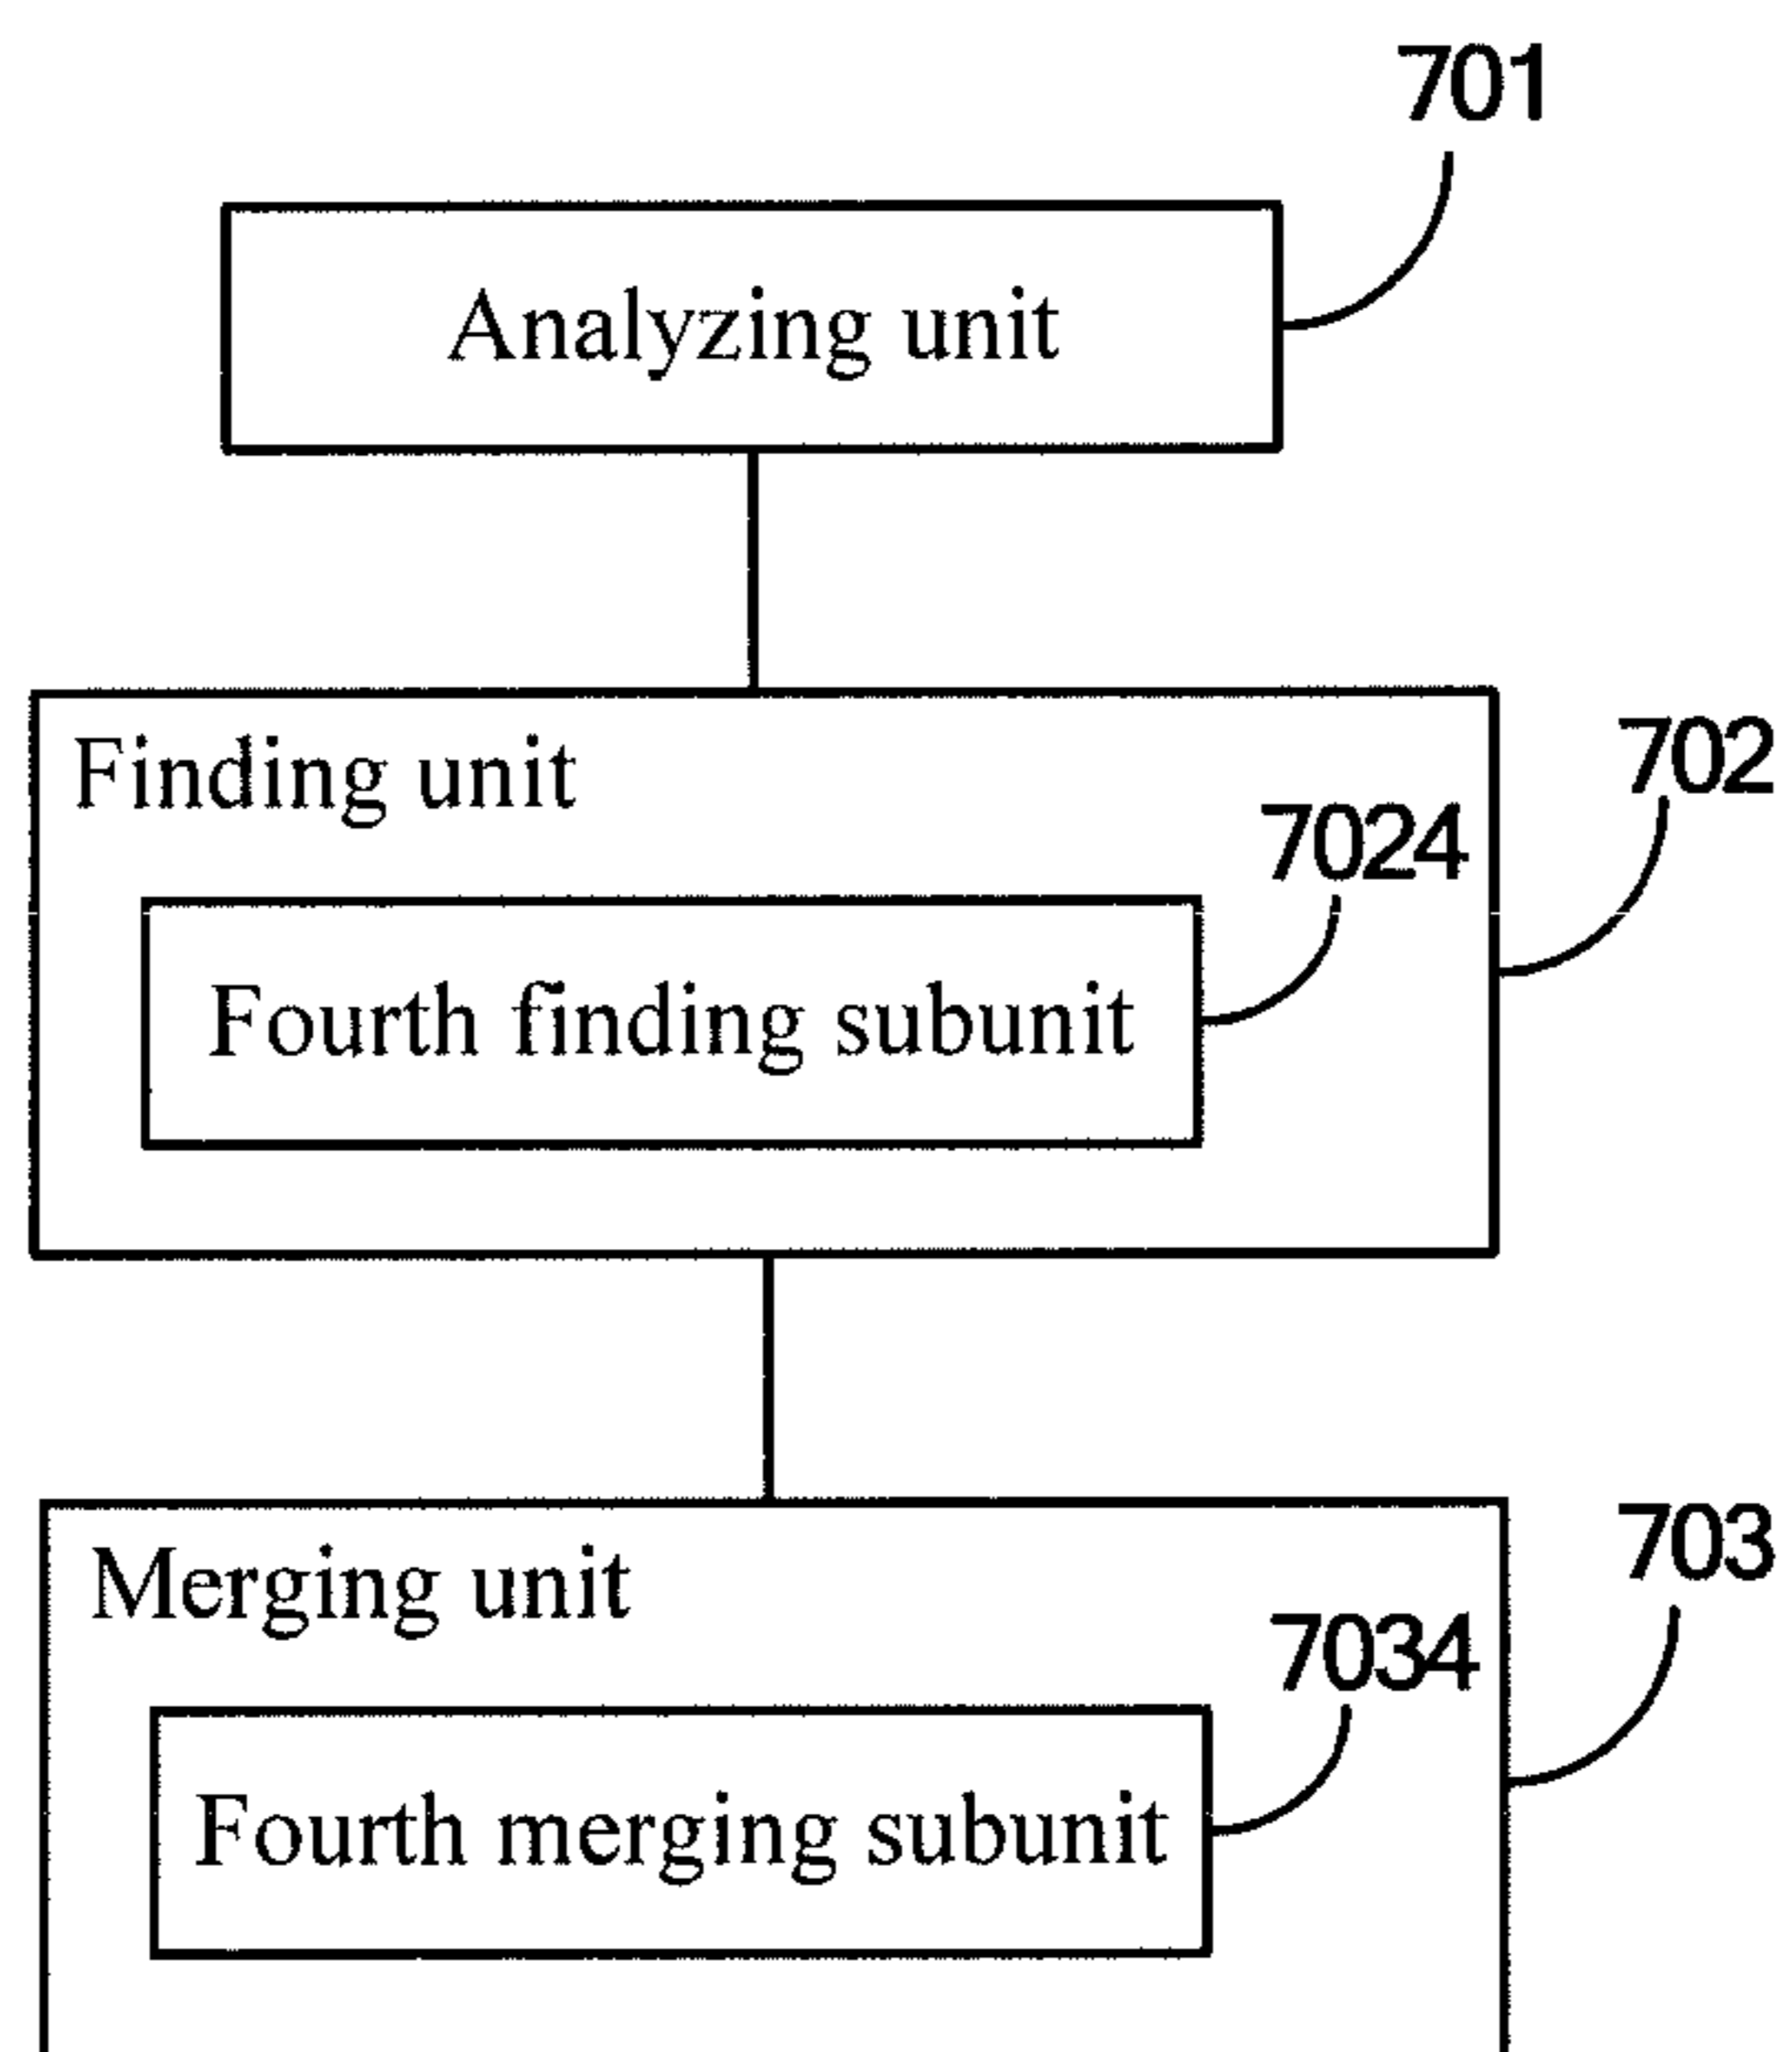 701
Analyzing unit
Finding unit
702
7024
Fourth finding subunit
Merging unit
703
7034
Fourth merging subunit